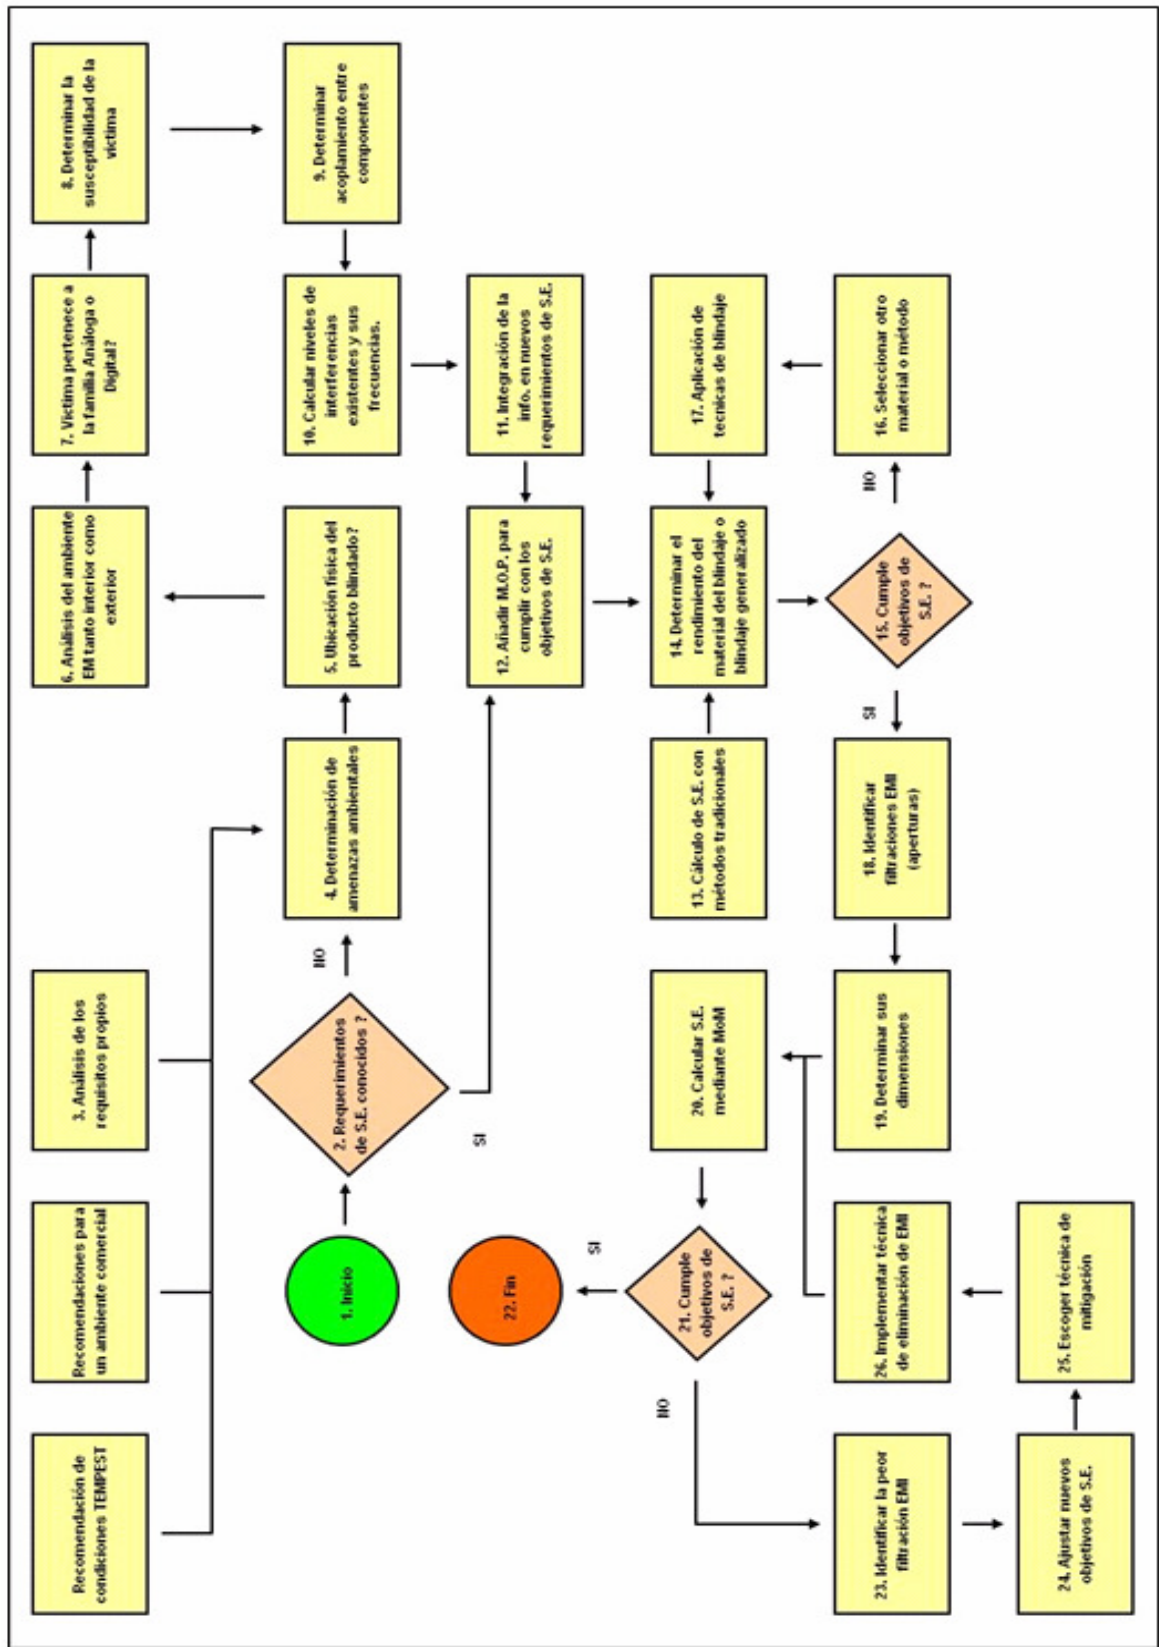 Recomendación de
condiciones TEMPEST
Recomendaciones para
un ambiente comercial
3. Análisis de los
requisitos propios
6. Análisis del ambiente
EM tanto interior como
exterior
7. Victima pertenece a
la familia Análoga o
Digital?
8. Determinar la
susceptibilidad de la
victima
1. Inicio
2. Requerimientos
de S.E. conocidos ?
NO
SI
4. Determinación de
amenazas ambientales
5. Ubicación física del
producto blindado?
10. Calcular niveles de
interferencias
existentes y sus
frecuencias.
9. Determinar
acoplamiento entre
componentes
22. Fin
12. Añadir M.O.P. para
cumplir con los
objetivos de S.E.
11. Integración de la
info. en nuevos
requerimientos de S.E.
SI
21. Cumple
objetivos de
S.E. ?
NO
20. Calcular S.E.
mediante MoM
13. Cálculo de S.E. con
métodos tradicionales
14. Determinar el
rendimiento del
material del blindaje o
blindaje generalizado
17. Aplicación de
tecnicas de blindaje
23. Identificar la peor
filtración EMI
26. Implementar técnica
de eliminación de EMI
19. Determinar sus
dimensiones
18. Identificar
filtraciones EMI
(aperturas)
SI
15. Cumple
objetivos de
S.E. ?
NO
16. Seleccionar otro
material o método
24. Ajustar nuevos
objetivos de S.E.
25. Escoger técnica de
mitigación